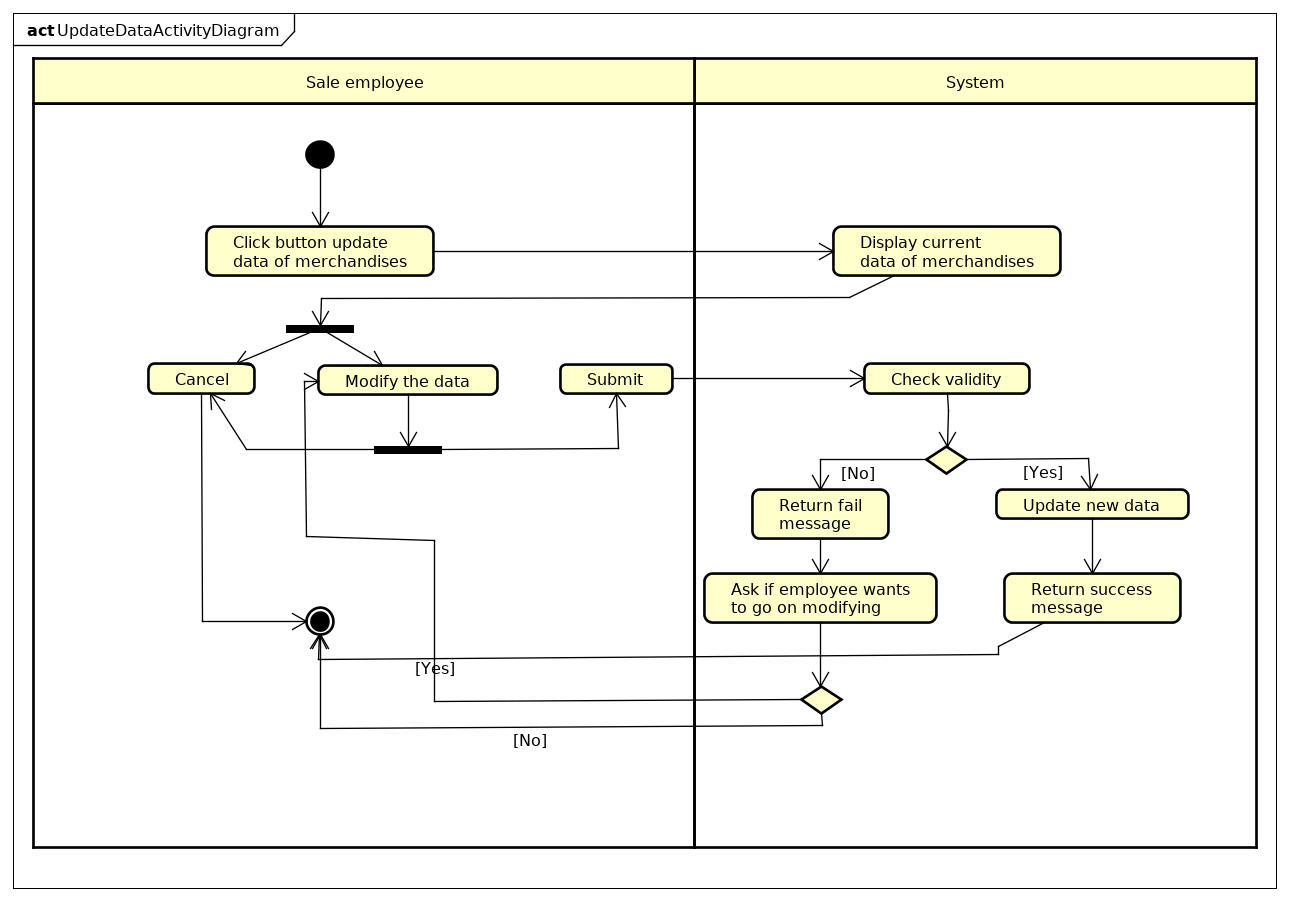 act UpdateDataActivityDiagram
Sale employee
System
Click button update
data of merchandises
Display current
data of merchandises
Cancel
Modify the data
Submit
Check validity
[No]
[Yes]
Return fail
message
Update new data
Ask if employee wants
to go on modifying
Return success
message
[Yes]
[No]